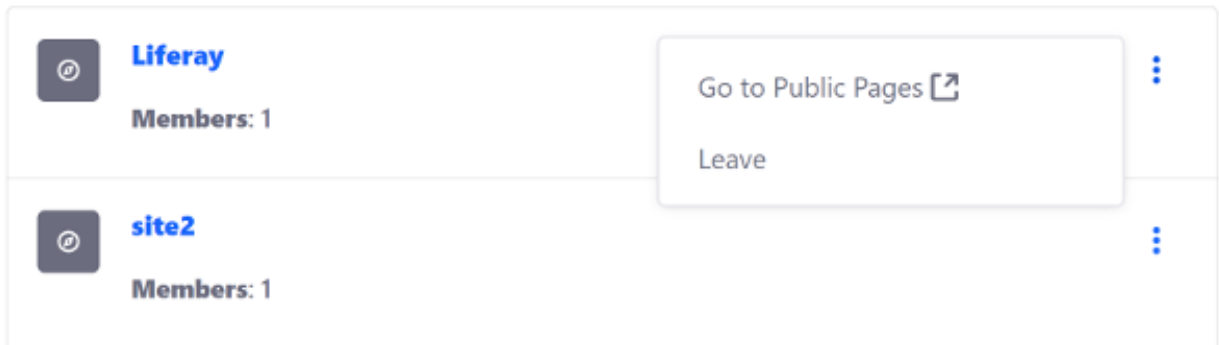 Liferay
Members: 1
Go to Public Pages
Leave
site2
Members: 1